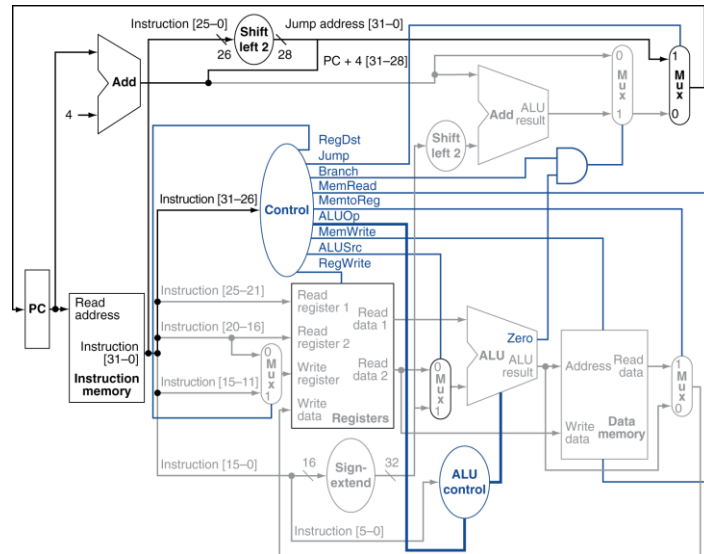 Instruction [25–0]
Shift
left 2
Jump address [31–0]
26
28
PC + 4 [31–28]
Add
4
0
Mux
1
1
Mux
0
Add
ALU
result
Shift
left 2
RegDst
Jump
Branch
MemRead
MemtoReg
ALUOp
MemWrite
ALUSrc
RegWrite
Control
Instruction [31–26]
PC
Read
address
Instruction
[31–0]
Instruction
memory
Instruction [25–21]
Instruction [20–16]
Instruction [15–11]
0
Mux
1
Read
register 1
Read
register 2
Write
register
Write
data
Read
data 1
Read
data 2
Registers
0
Mux
1
Zero
ALU
ALU
result
Address
Write
data
Read
data
Data
memory
1
Mux
0
Instruction [15–0]
16
Sign-
extend
32
Instruction [5–0]
ALU
control